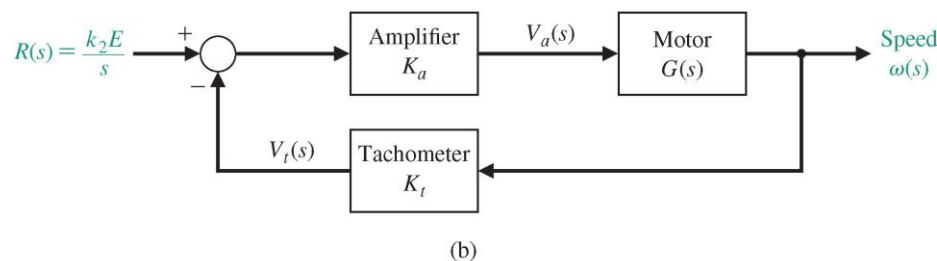 R(s) = k₂E/s
+
−
Amplifier
Kₐ
Vₐ(s)
Motor
G(s)
Speed
ω(s)
Vₜ(s)
Tachometer
Kₜ
(b)